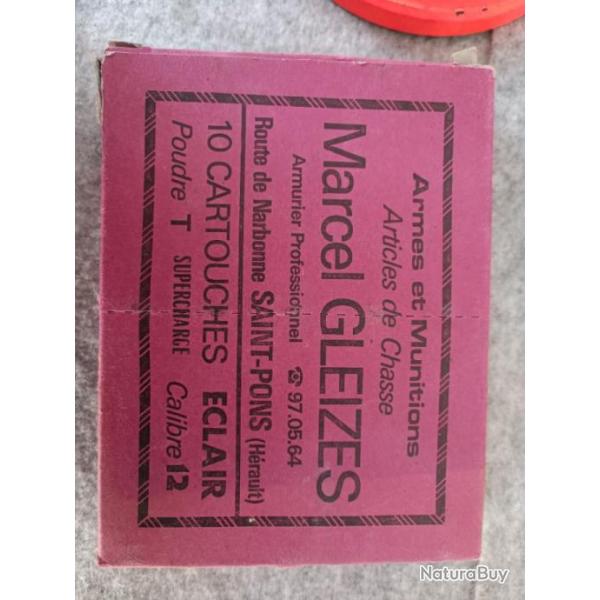 Armes et Munitions
Articles de Chasse
Marcel GLEIZES
Armurier Professionnel ☎ 97.05.64
Route de Narbonne SAINT-PONS (Hérault)
10 CARTOUCHES ECLAIR
Poudre T SUPERCHARGE Calibre 12
NaturaBuy